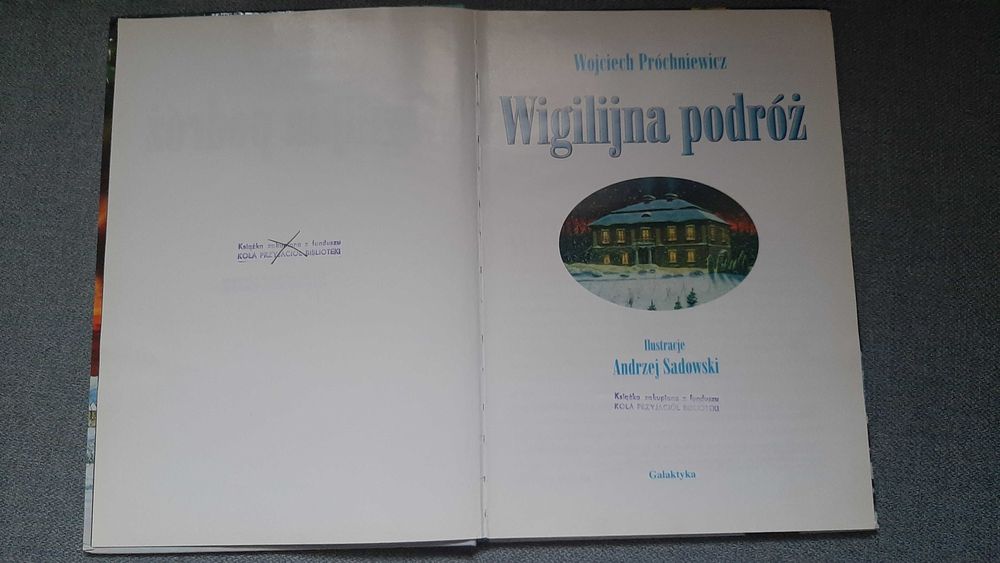 Książka zakupiona z funduszu
KOŁA PRZYJACIÓŁ BIBLIOTEKI
Wojciech Próchniewicz
Wigilijna podróż
Ilustracje
Andrzej Sadowski
Książka zakupiona z funduszu
KOŁA PRZYJACIÓŁ BIBLIOTEKI
Galaktyka